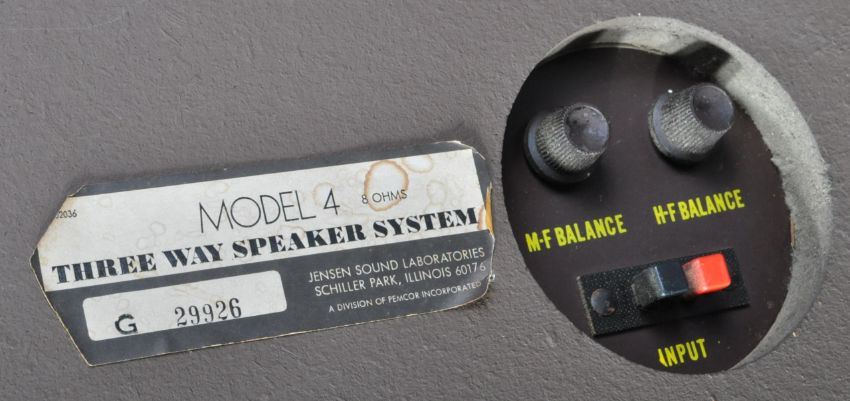 02036
MODEL 4 8 OHMS
THREE WAY SPEAKER SYSTEM
JENSEN SOUND LABORATORIES
SCHILLER PARK, ILLINOIS 60176
A DIVISION OF PEMCOR INCORPORATED
G 29926
M-F BALANCE
H-F BALANCE
INPUT